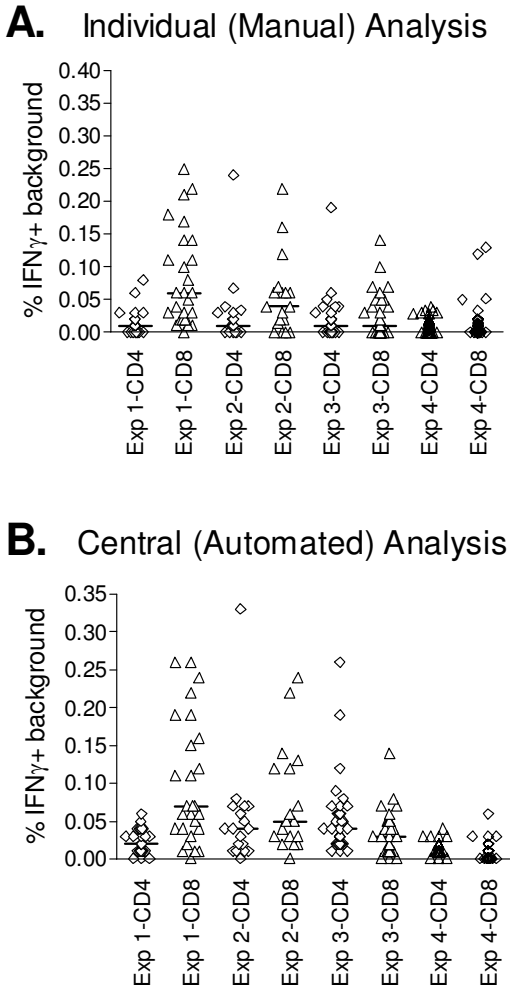 A. Individual (Manual) Analysis
% IFNγ+ background
0.40
0.35
0.30
0.25
0.20
0.15
0.10
0.05
0.00
Exp 1-CD4
Exp 1-CD8
Exp 2-CD4
Exp 2-CD8
Exp 3-CD4
Exp 3-CD8
Exp 4-CD4
Exp 4-CD8
B. Central (Automated) Analysis
% IFNγ+ background
0.35
0.30
0.25
0.20
0.15
0.10
0.05
0.00
Exp 1-CD4
Exp 1-CD8
Exp 2-CD4
Exp 2-CD8
Exp 3-CD4
Exp 3-CD8
Exp 4-CD4
Exp 4-CD8